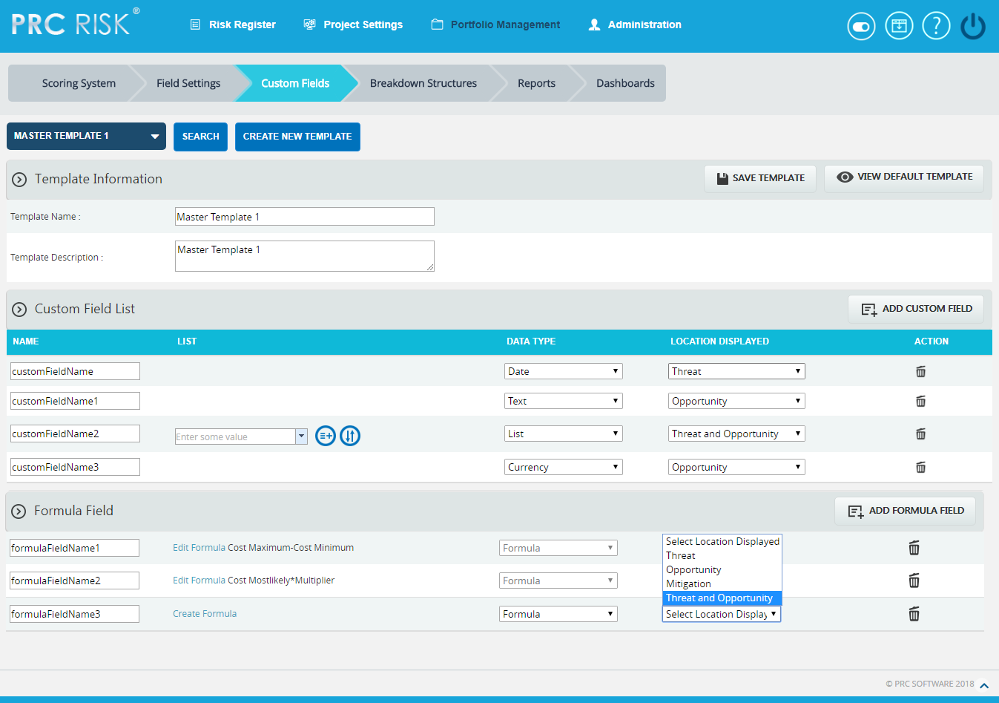 PRC RISK®
Risk Register
Project Settings
Portfolio Management
Administration
?
Scoring System
Field Settings
Custom Fields
Breakdown Structures
Reports
Dashboards
MASTER TEMPLATE 1
SEARCH
CREATE NEW TEMPLATE
Template Information
SAVE TEMPLATE
VIEW DEFAULT TEMPLATE
Template Name :
Master Template 1
Template Description :
Master Template 1
Custom Field List
ADD CUSTOM FIELD
NAME LIST DATA TYPE LOCATION DISPLAYED ACTION
customFieldName Date Threat
customFieldName1 Text Opportunity
customFieldName2 Enter some value List Threat and Opportunity
customFieldName3 Currency Opportunity
Formula Field
ADD FORMULA FIELD
formulaFieldName1 Edit Formula Cost Maximum-Cost Minimum Formula
formulaFieldName2 Edit Formula Cost Mostlikely*Multiplier Formula
Select Location Displayed
Threat
Opportunity
Mitigation
Threat and Opportunity
formulaFieldName3 Create Formula Formula Select Location Display
© PRC SOFTWARE 2018